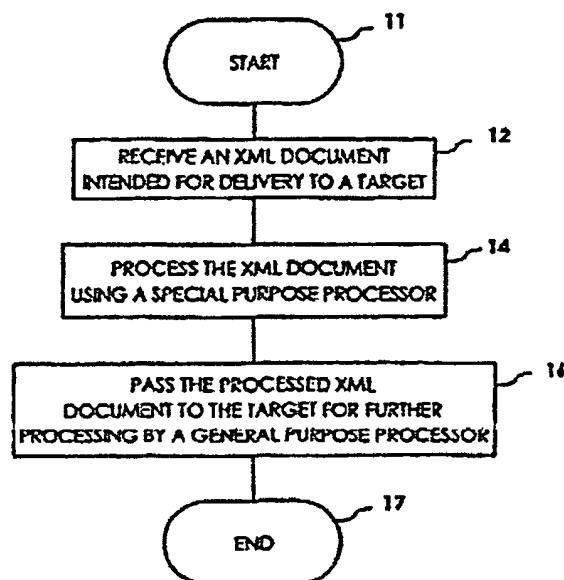 11
START
12
RECEIVE AN XML DOCUMENT
INTENDED FOR DELIVERY TO A TARGET
14
PROCESS THE XML DOCUMENT
USING A SPECIAL PURPOSE PROCESSOR
16
PASS THE PROCESSED XML
DOCUMENT TO THE TARGET FOR FURTHER
PROCESSING BY A GENERAL PURPOSE PROCESSOR
17
END